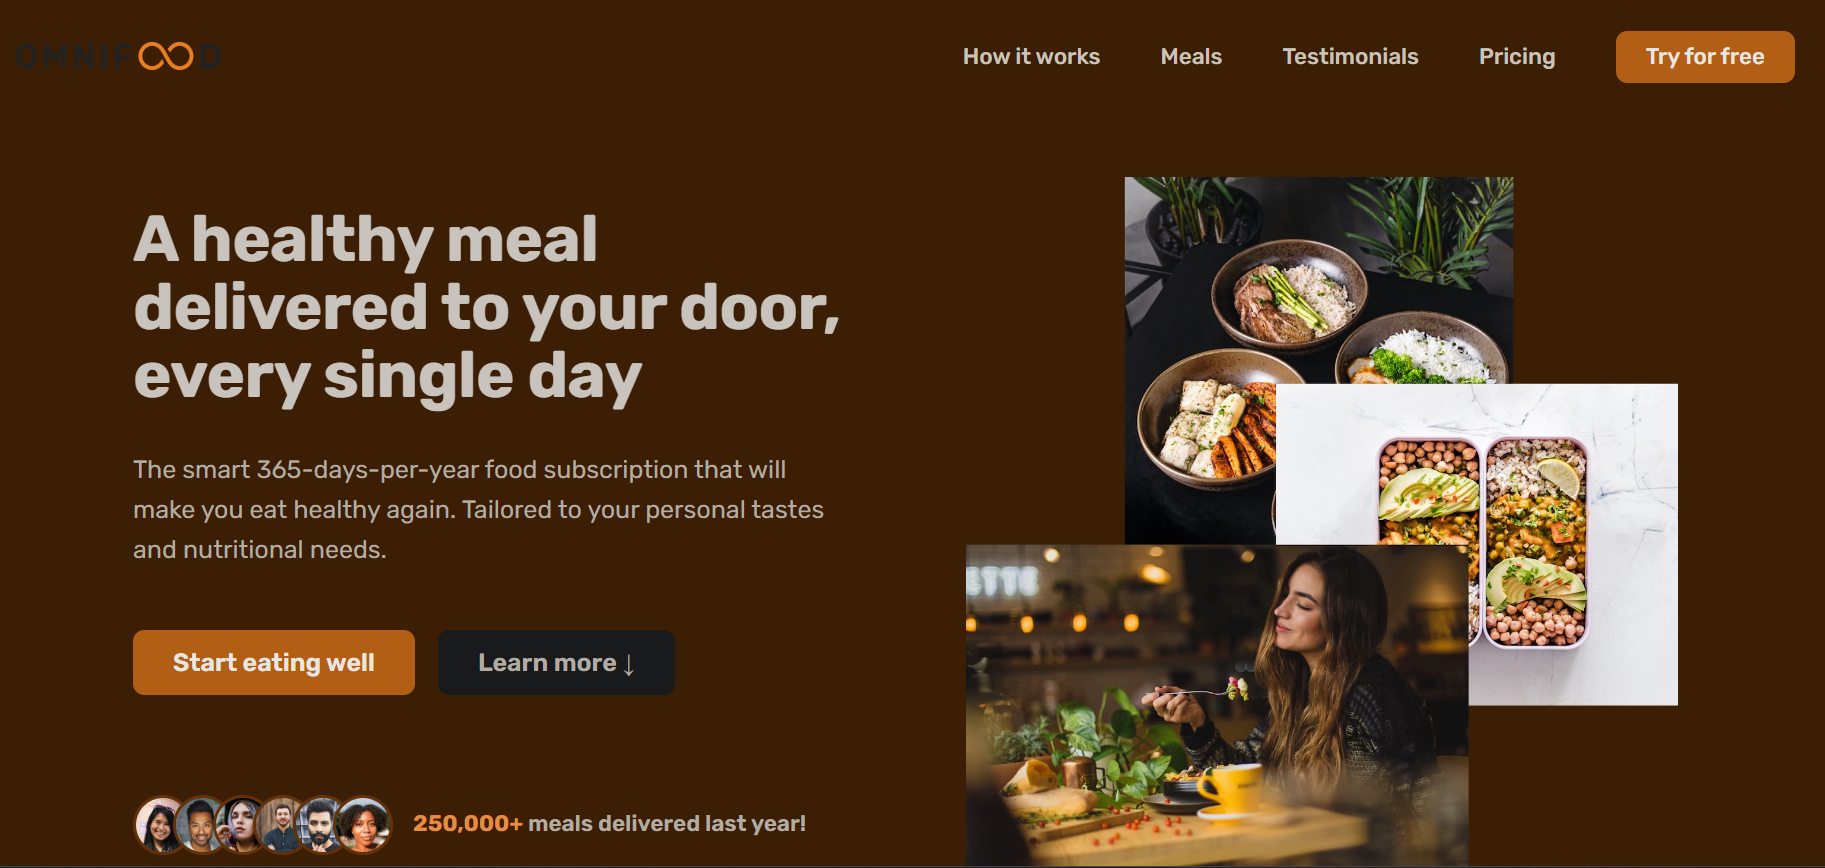 OMNIFOOD
How it works
Meals
Testimonials
Pricing
Try for free
A healthy meal
delivered to your door,
every single day
The smart 365-days-per-year food subscription that will
make you eat healthy again. Tailored to your personal tastes
and nutritional needs.
Start eating well
Learn more ↓
250,000+ meals delivered last year!
ETTE